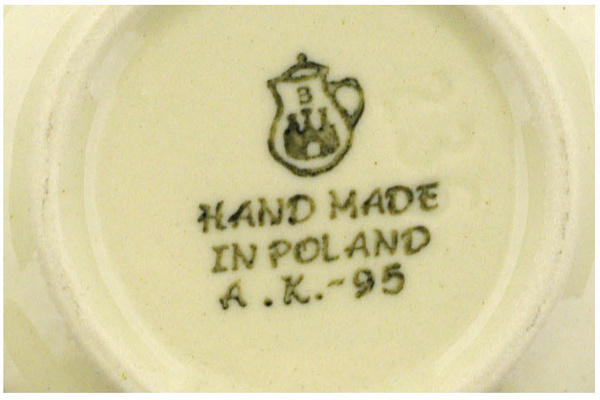 B
HAND MADE
IN POLAND
A.K.-95